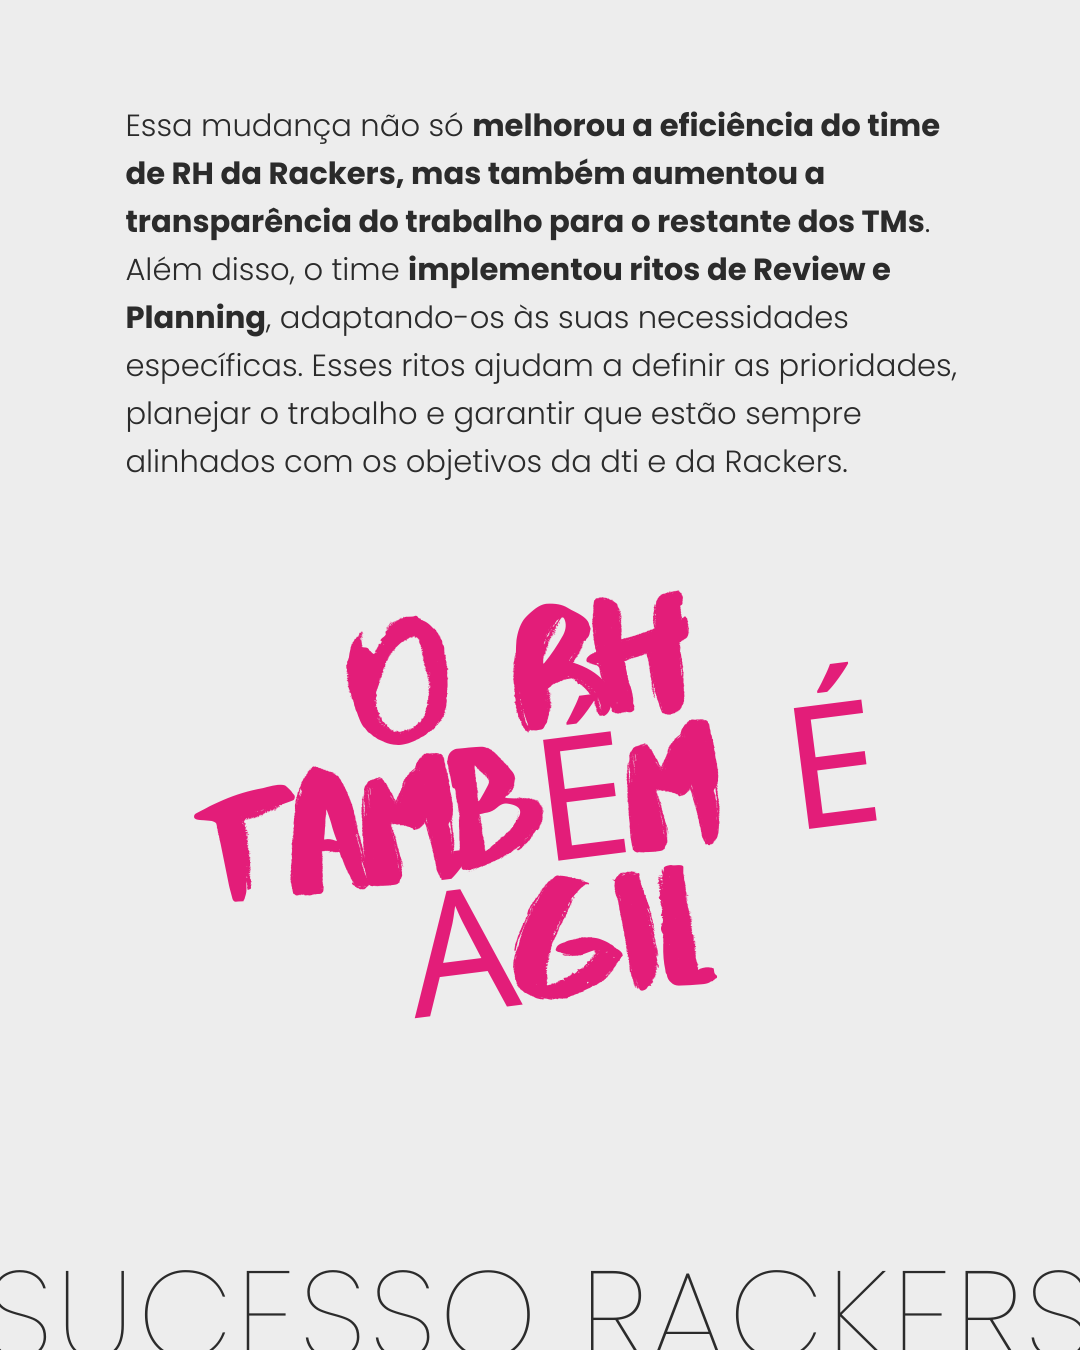 Essa mudança não só melhorou a eficiência do time
de RH da Rackers, mas também aumentou a
transparência do trabalho para o restante dos TMs.
Além disso, o time implementou ritos de Review e
Planning, adaptando-os às suas necessidades
específicas. Esses ritos ajudam a definir as prioridades,
planejar o trabalho e garantir que estão sempre
alinhados com os objetivos da dti e da Rackers.
O RH
TAMBÉM É
AGIL
SUCESSO RACKERS